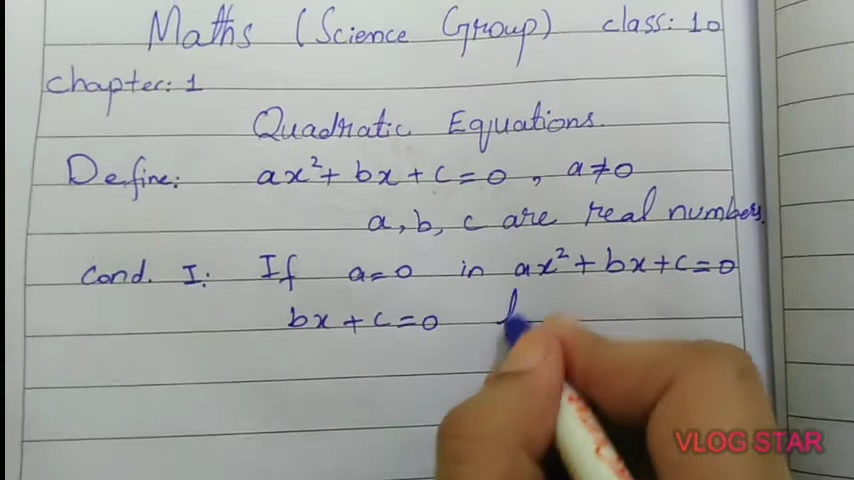 Maths (Science Group) class: 10
Chapter: 1
Quadratic Equations.
Define: ax² + bx + c = 0 , a ≠ 0
a, b, c are real numbers.
Cond. I: If a = 0 in ax² + bx + c = 0
bx + c = 0
VLOG STAR